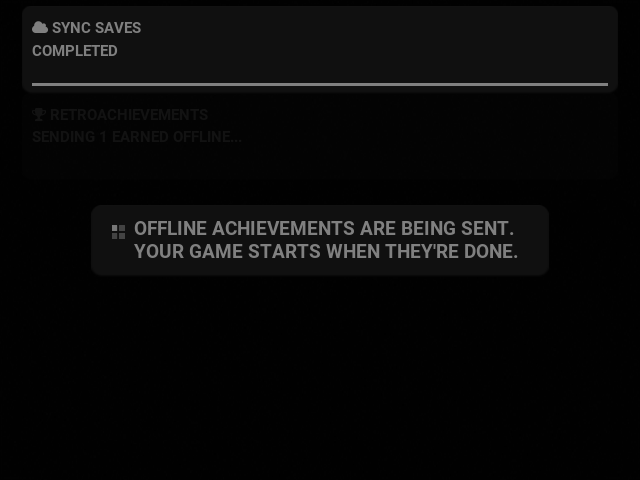 SYNC SAVES
COMPLETED
RETROACHIEVEMENTS
SENDING 1 EARNED OFFLINE...
OFFLINE ACHIEVEMENTS ARE BEING SENT.
YOUR GAME STARTS WHEN THEY'RE DONE.